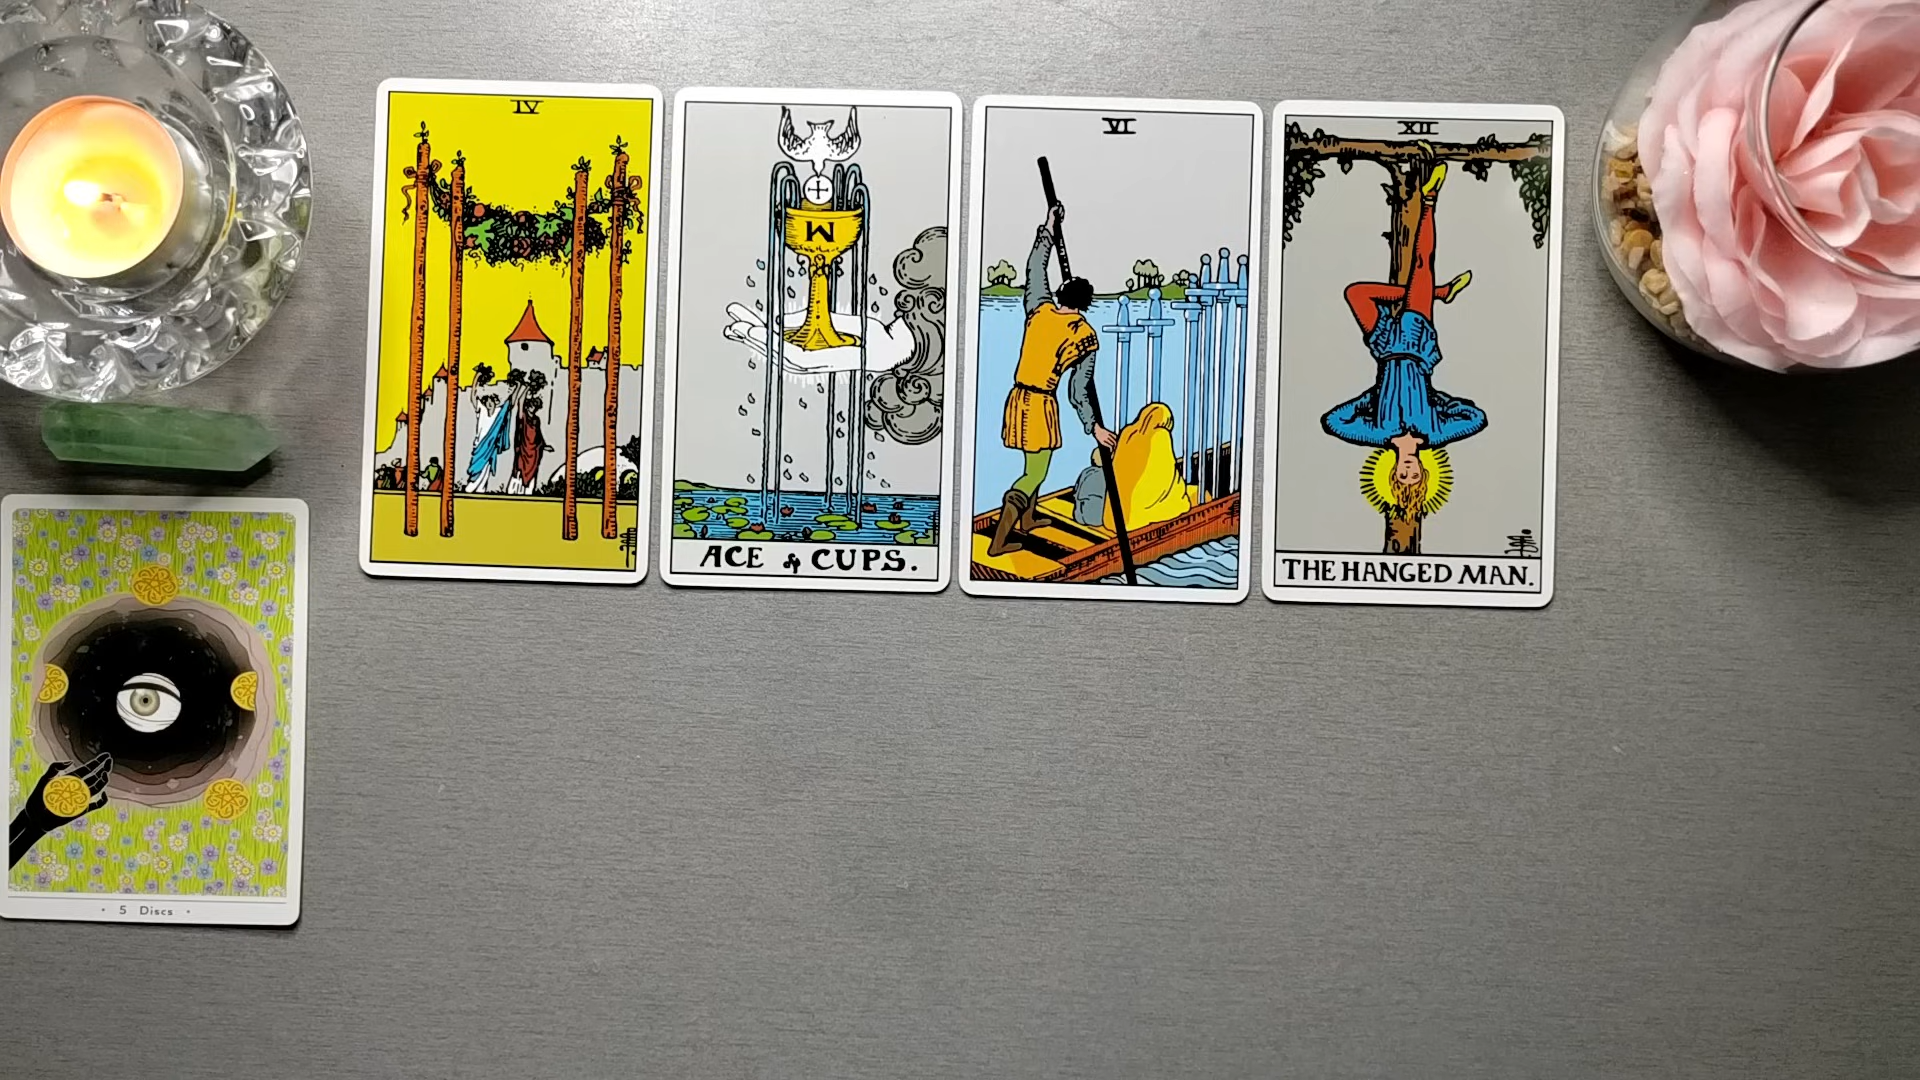 IV
ACE of CUPS.
VI
XII
THE HANGED MAN.
• 5 Discs •